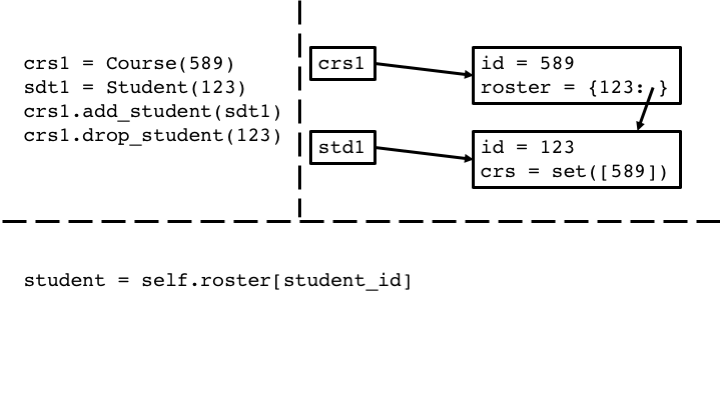 crs1 = Course(589)
sdt1 = Student(123)
crs1.add_student(sdt1)
crs1.drop_student(123)
crs1
id = 589
roster = {123: }
std1
id = 123
crs = set([589])
student = self.roster[student_id]